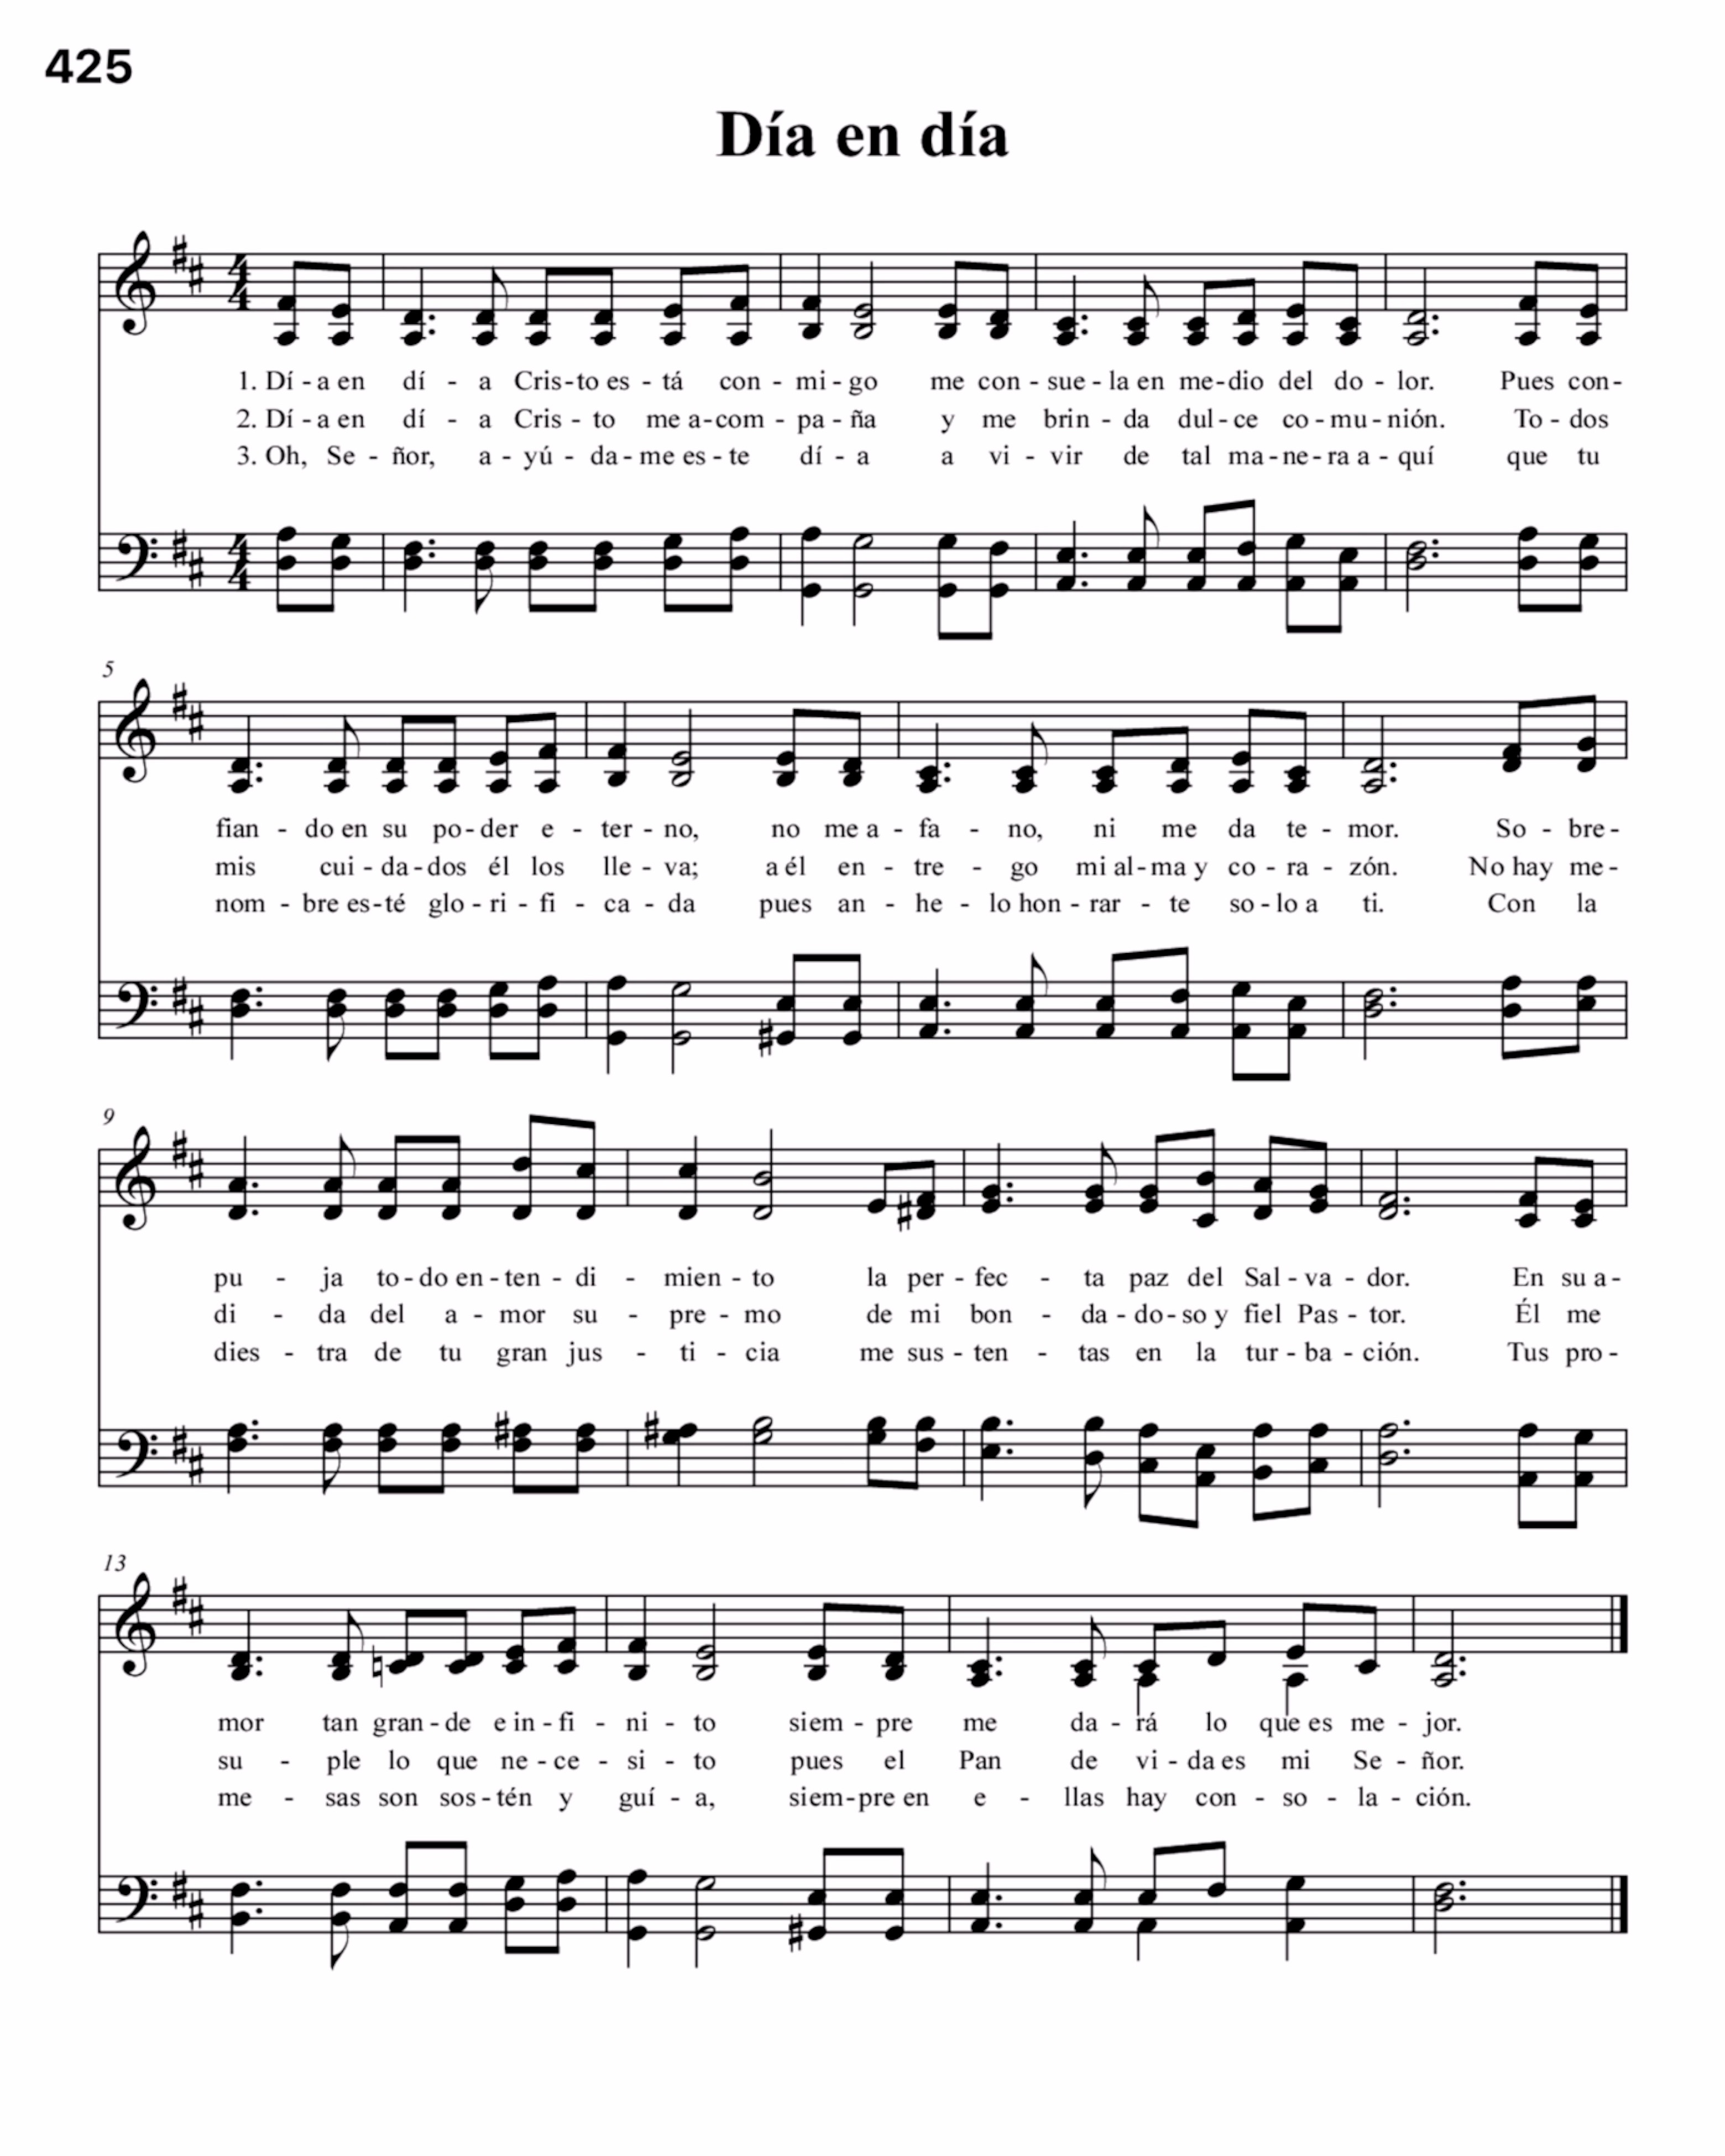 425
Día en día
4 4
1. Dí - a en dí - a Cris - to es - tá con - mi - go me con - sue - la en me - dio del do - lor. Pues con -
2. Dí - a en dí - a Cris - to me a - com - pa - ña y me brin - da dul - ce co - mu - nión. To - dos
3. Oh, Se - ñor, a - yú - da - me es - te dí - a a vi - vir de tal ma - ne - ra a - quí que tu
4 4
5
fian - do en su po - der e - ter - no, no me a - fa - no, ni me da te - mor. So - bre -
mis cui - da - dos él los lle - va; a él en - tre - go mi al - ma y co - ra - zón. No hay me -
nom - bre es - té glo - ri - fi - ca - da pues an - he - lo hon - rar - te so - lo a ti. Con la
9
pu - ja to - do en - ten - di - mien - to la per - fec - ta paz del Sal - va - dor. En su a -
di - da del a - mor su - pre - mo de mi bon - da - do - so y fiel Pas - tor. Él me
dies - tra de tu gran jus - ti - cia me sus - ten - tas en la tur - ba - ción. Tus pro -
13
mor tan gran - de e in - fi - ni - to siem - pre me da - rá lo que es me - jor.
su - ple lo que ne - ce - si - to pues el Pan de vi - da es mi Se - ñor.
me - sas son sos - tén y guí - a, siem - pre en e - llas hay con - so - la - ción.